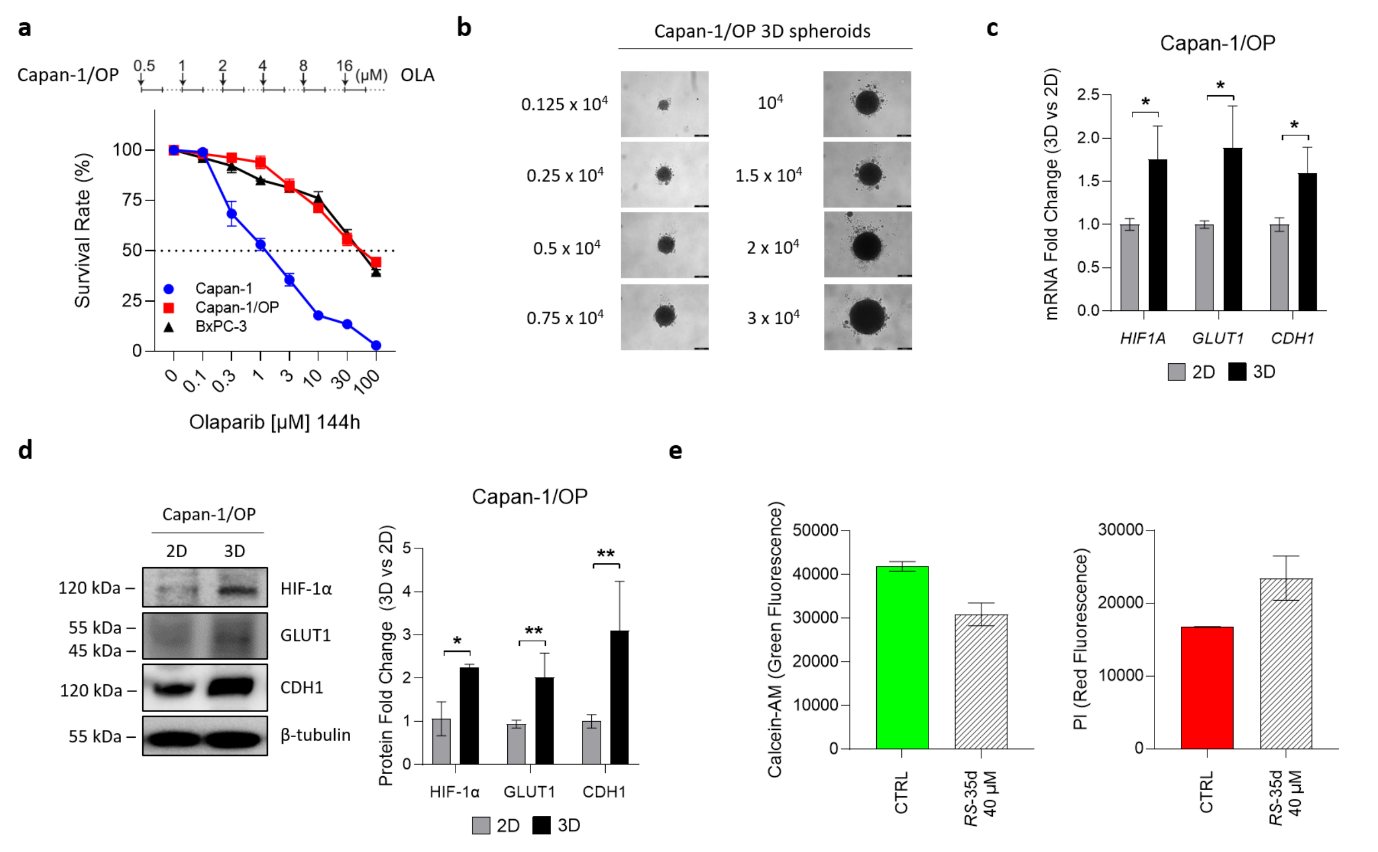 a
Capan-1/OP
0.5 1 2 4 8 16 (µM) OLA
Survival Rate (%)
100
75
50
25
0
Capan-1
Capan-1/OP
BxPC-3
0 0.1 0.3 1 3 10 30 100
Olaparib [µM] 144h
b
Capan-1/OP 3D spheroids
0.125 x 10⁴ 10⁴
0.25 x 10⁴ 1.5 x 10⁴
0.5 x 10⁴ 2 x 10⁴
0.75 x 10⁴ 3 x 10⁴
c
Capan-1/OP
mRNA Fold Change (3D vs 2D)
2.5
2.0
1.5
1.0
0.5
0.0
* * *
HIF1A GLUT1 CDH1
2D 3D
d
Capan-1/OP
2D 3D
120 kDa HIF-1α
55 kDa GLUT1
45 kDa
120 kDa CDH1
55 kDa β-tubulin
Capan-1/OP
Protein Fold Change (3D vs 2D)
5
4
3
2
1
0
* ** **
HIF-1α GLUT1 CDH1
2D 3D
e
Calcein-AM (Green Fluorescence)
50000
40000
30000
20000
10000
0
CTRL
RS-35d
40 µM
PI (Red Fluorescence)
30000
20000
10000
0
CTRL
RS-35d
40 µM